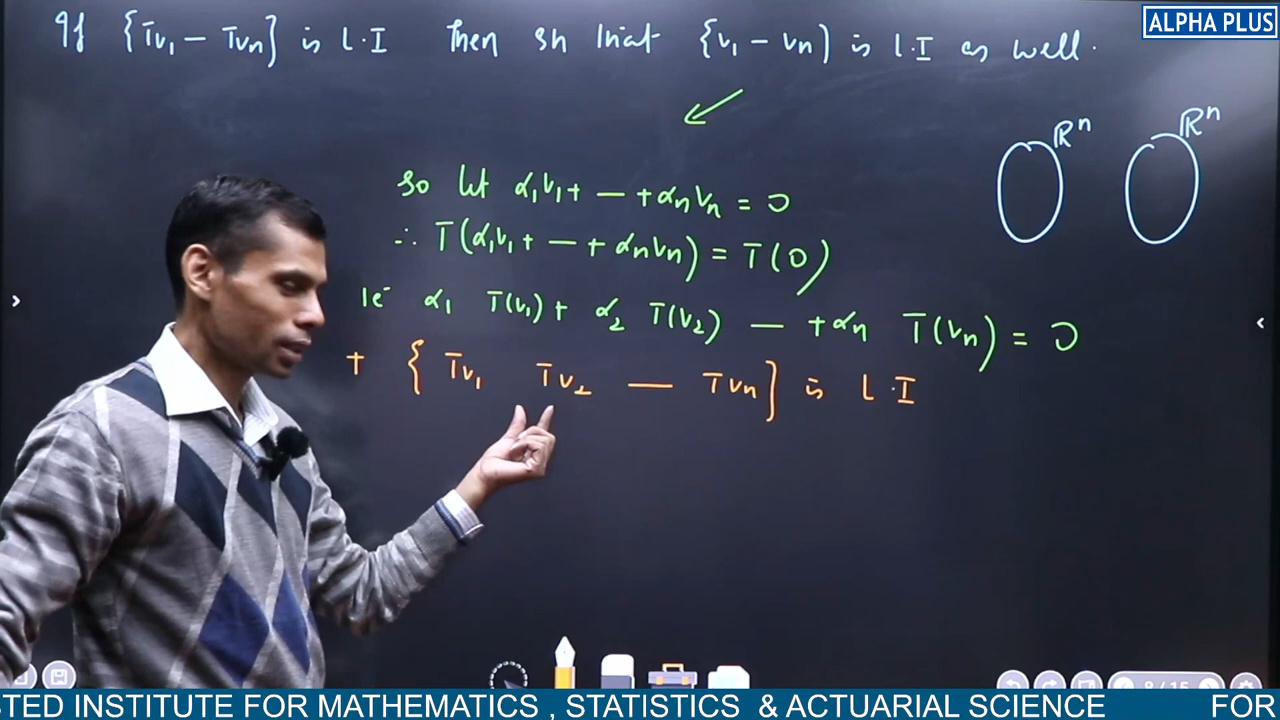 ALPHA PLUS
If {Tv₁ — Tvₙ} is L.I Then sh that {v₁ — vₙ} is L.I as well.
ℝⁿ ℝⁿ
so let α₁v₁ + — + αₙvₙ = 0
∴ T(α₁v₁ + — + αₙvₙ) = T(0)
ie α₁ T(v₁) + α₂ T(v₂) — + αₙ T(vₙ) = 0
+ { Tv₁ Tv₂ — Tvₙ } is L.I
8/15
STED INSTITUTE FOR MATHEMATICS , STATISTICS & ACTUARIAL SCIENCE FOR